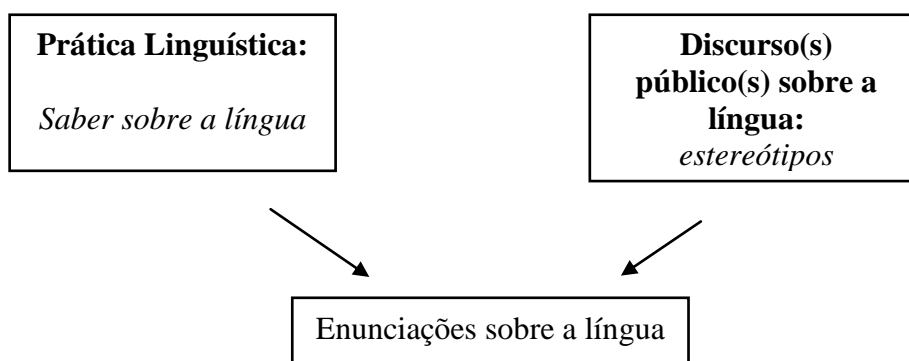 Prática Linguística:
Saber sobre a língua
Discurso(s)
público(s) sobre a
língua:
estereótipos
Enunciações sobre a língua